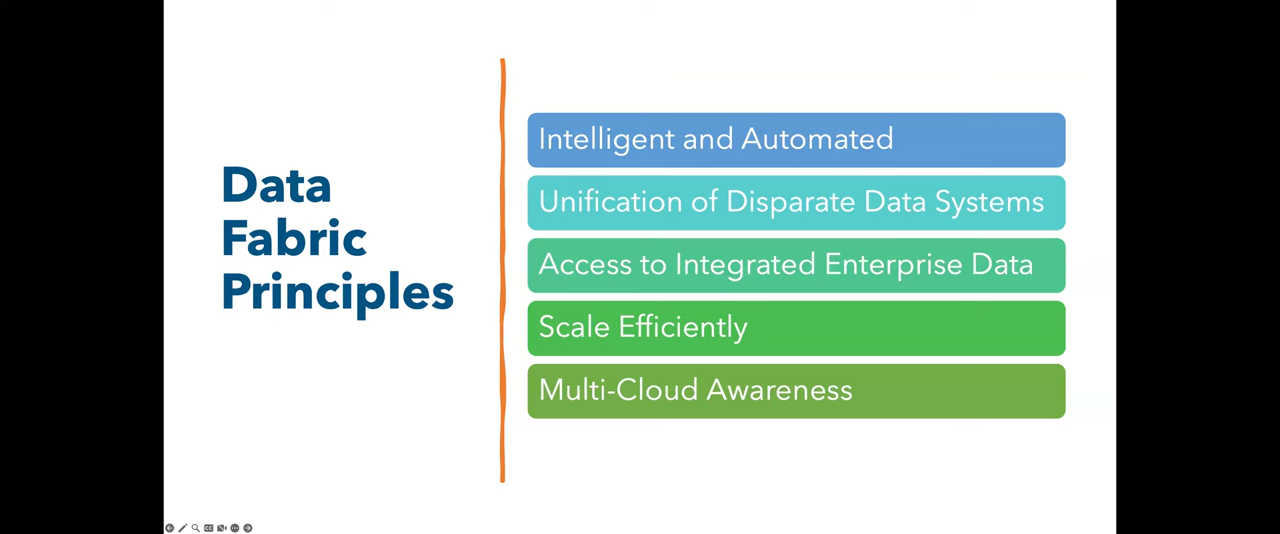 Data
Fabric
Principles
Intelligent and Automated
Unification of Disparate Data Systems
Access to Integrated Enterprise Data
Scale Efficiently
Multi-Cloud Awareness